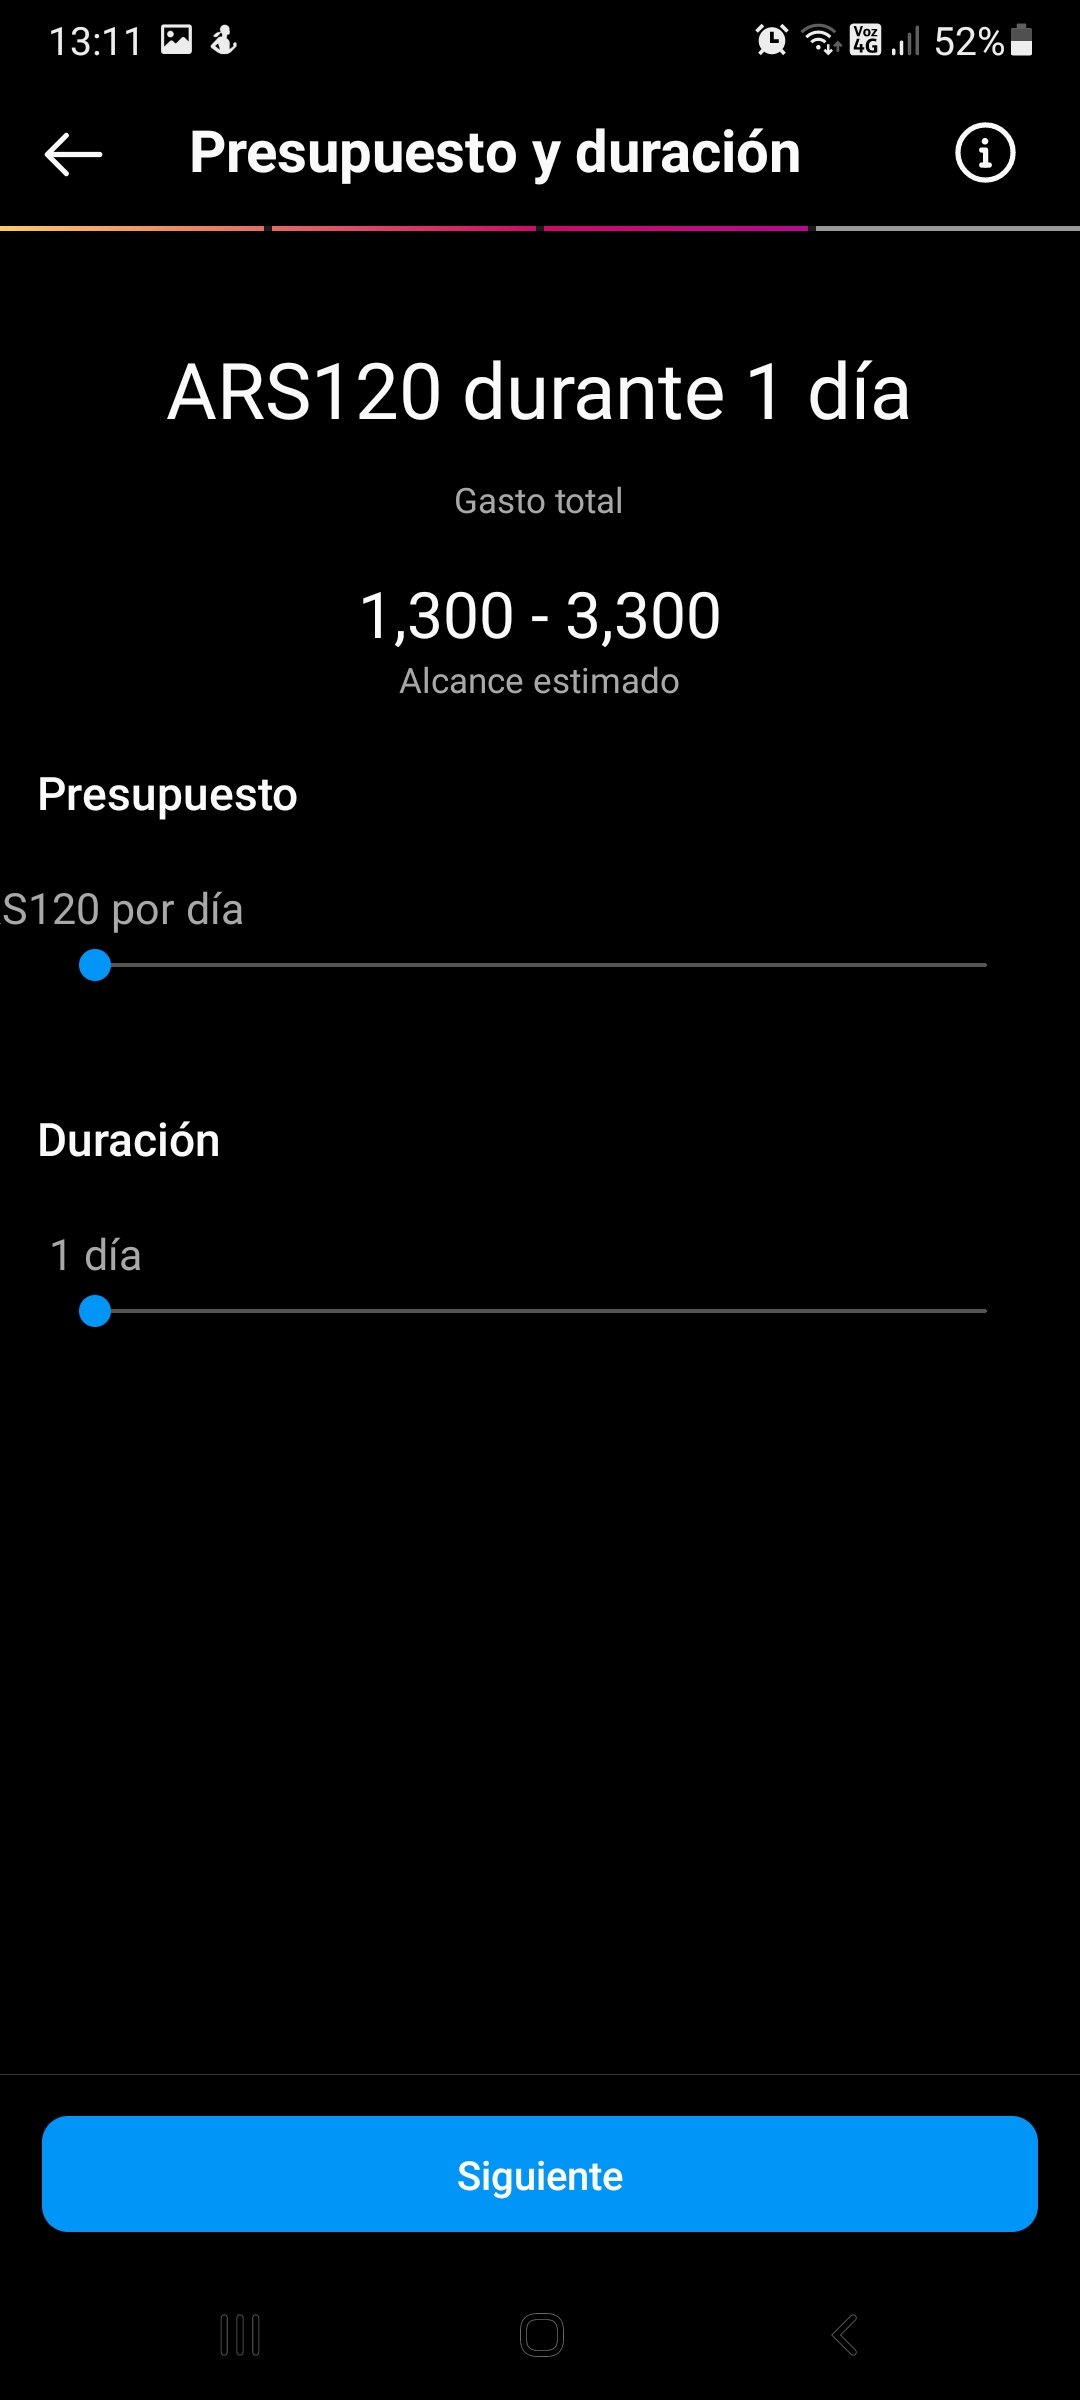 13:11
Voz 4G 52%
Presupuesto y duración
ARS120 durante 1 día
Gasto total
1,300 - 3,300
Alcance estimado
Presupuesto
S120 por día
Duración
1 día
Siguiente